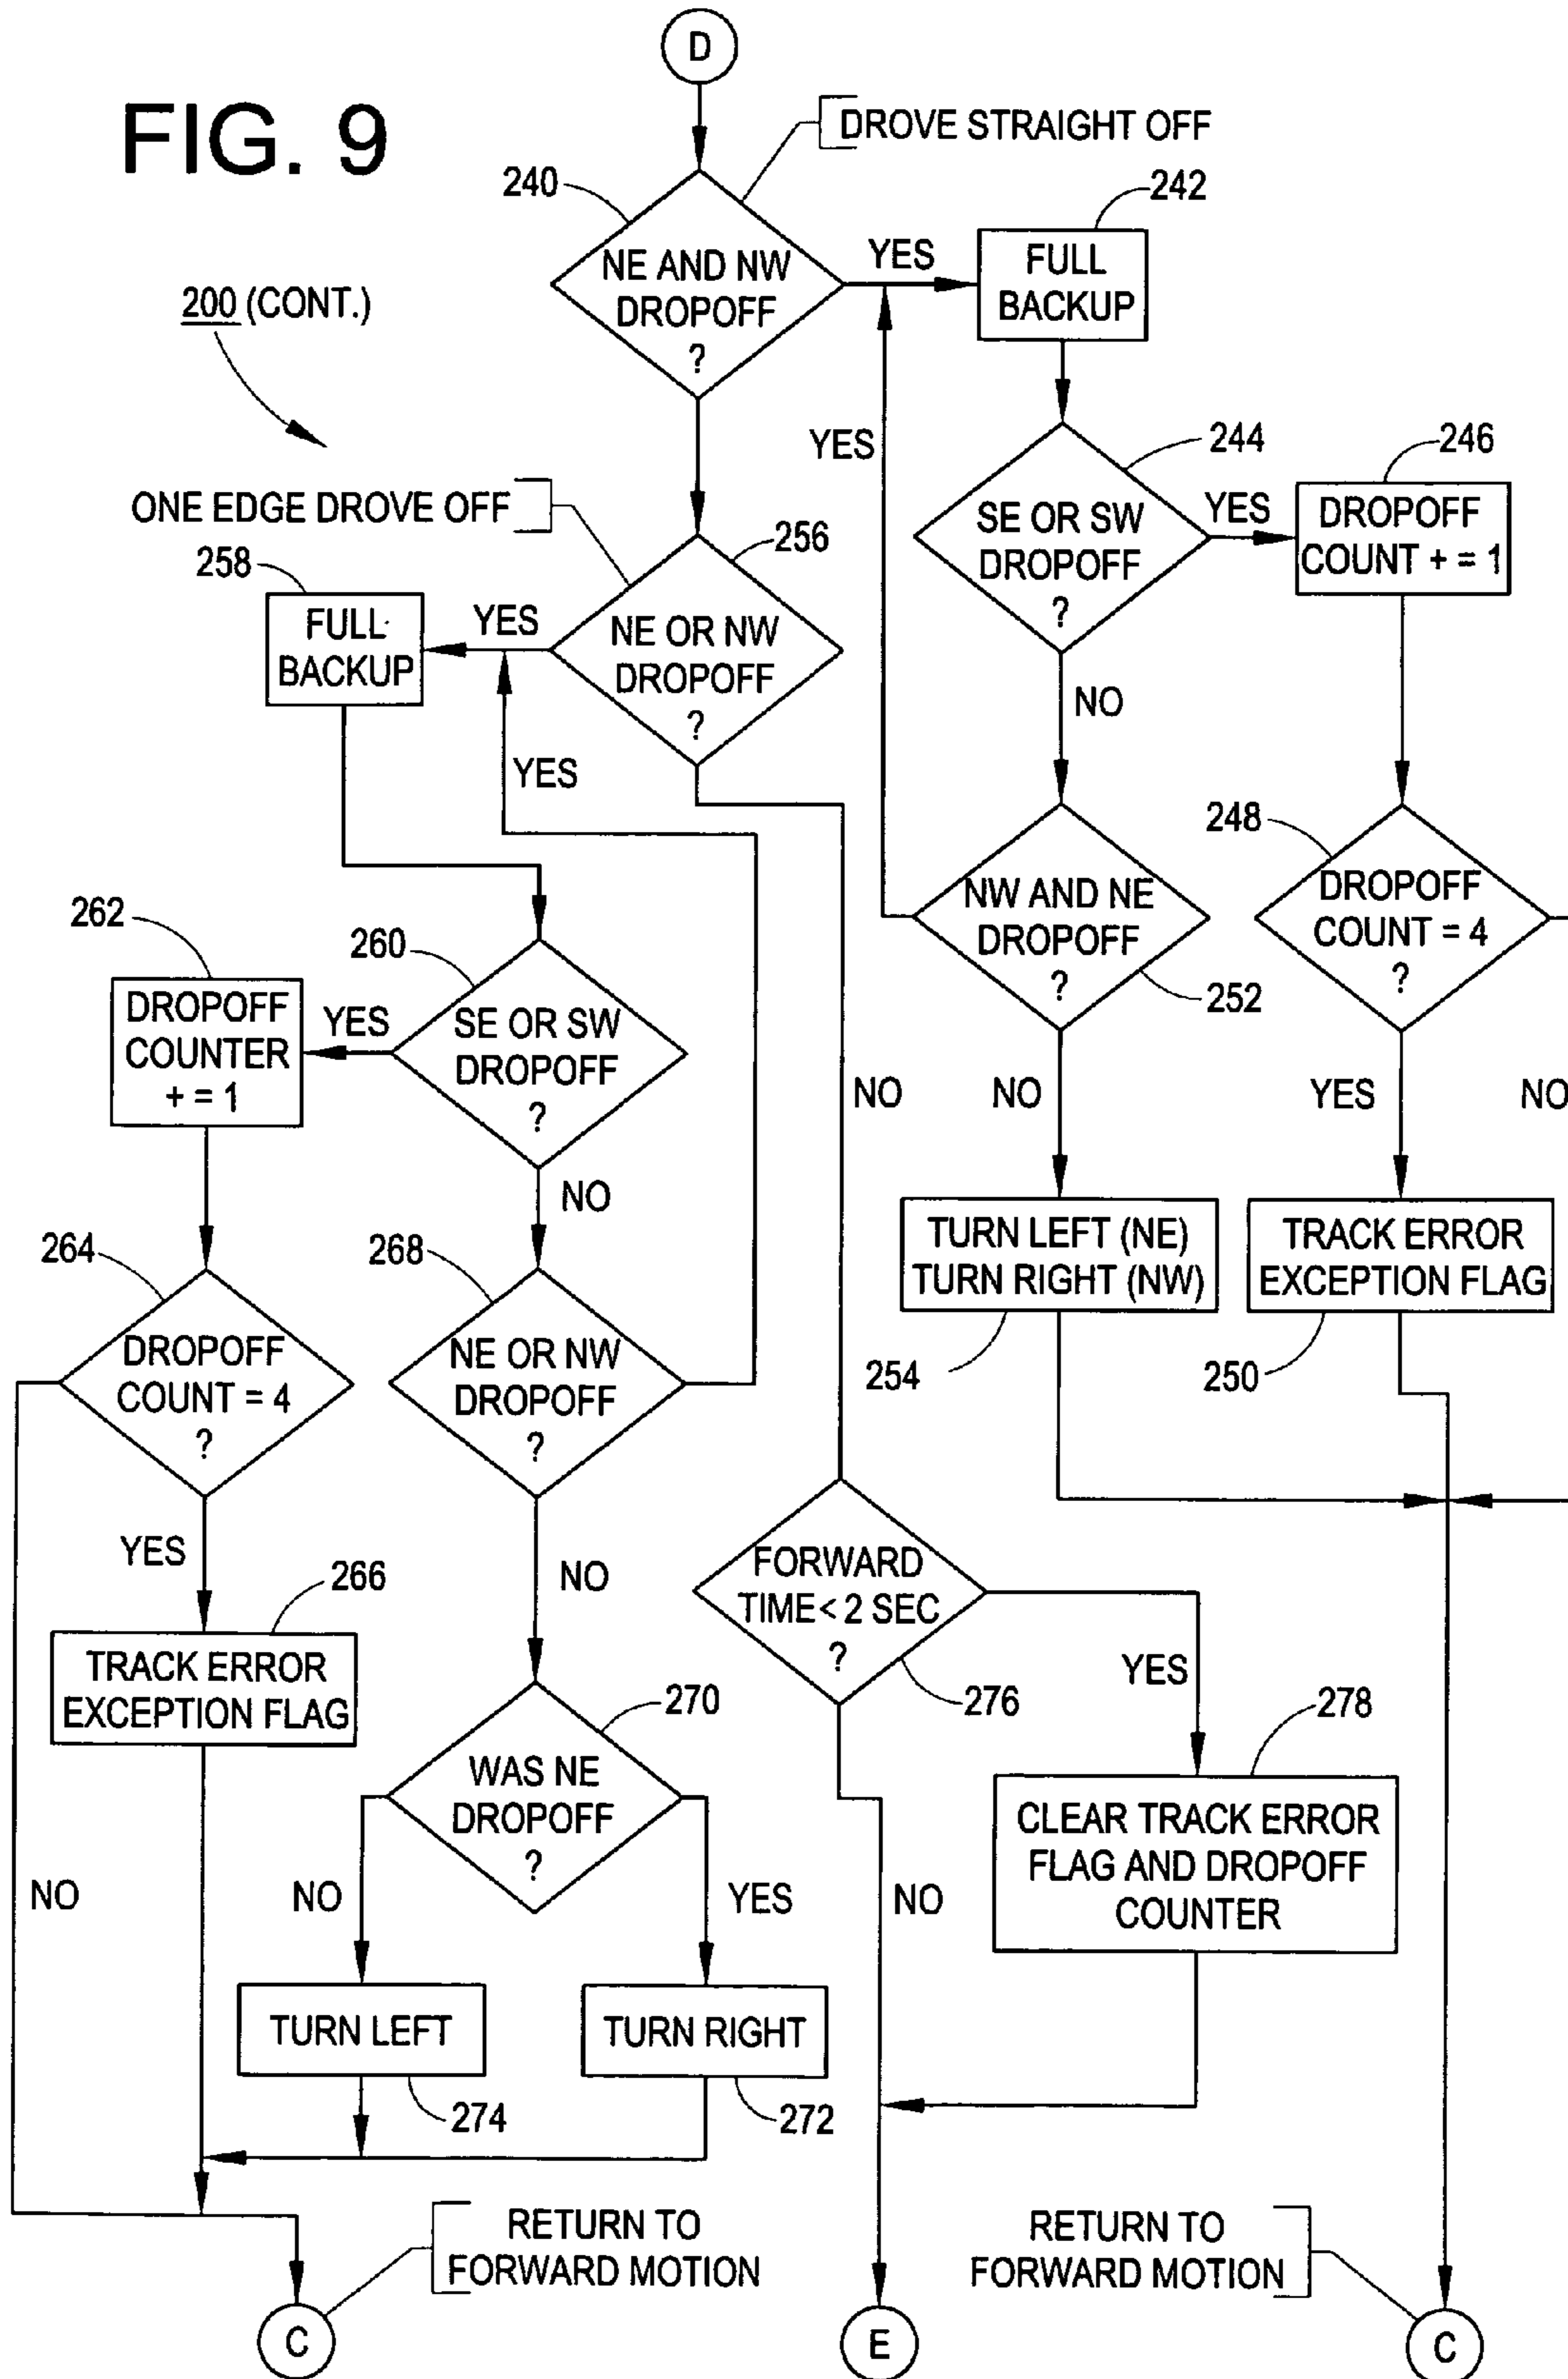 FIG. 9
D
DROVE STRAIGHT OFF
240
242
NE AND NW
DROPOFF
?
YES
FULL
BACKUP
200 (CONT.)
YES
244
246
SE OR SW
DROPOFF
?
YES
DROPOFF
COUNT + = 1
ONE EDGE DROVE OFF
256
258
FULL
BACKUP
YES
NE OR NW
DROPOFF
?
NO
YES
248
NW AND NE
DROPOFF
?
252
DROPOFF
COUNT = 4
?
262
260
DROPOFF
COUNTER
+ = 1
YES
SE OR SW
DROPOFF
?
NO
NO
YES
NO
NO
264
268
TURN LEFT (NE)
TURN RIGHT (NW)
TRACK ERROR
EXCEPTION FLAG
254
250
DROPOFF
COUNT = 4
?
NE OR NW
DROPOFF
?
YES
NO
266
FORWARD
TIME < 2 SEC
?
YES
276
278
TRACK ERROR
EXCEPTION FLAG
270
WAS NE
DROPOFF
?
CLEAR TRACK ERROR
FLAG AND DROPOFF
COUNTER
NO
NO
YES
NO
TURN LEFT
TURN RIGHT
274
272
RETURN TO
FORWARD MOTION
RETURN TO
FORWARD MOTION
C
E
C